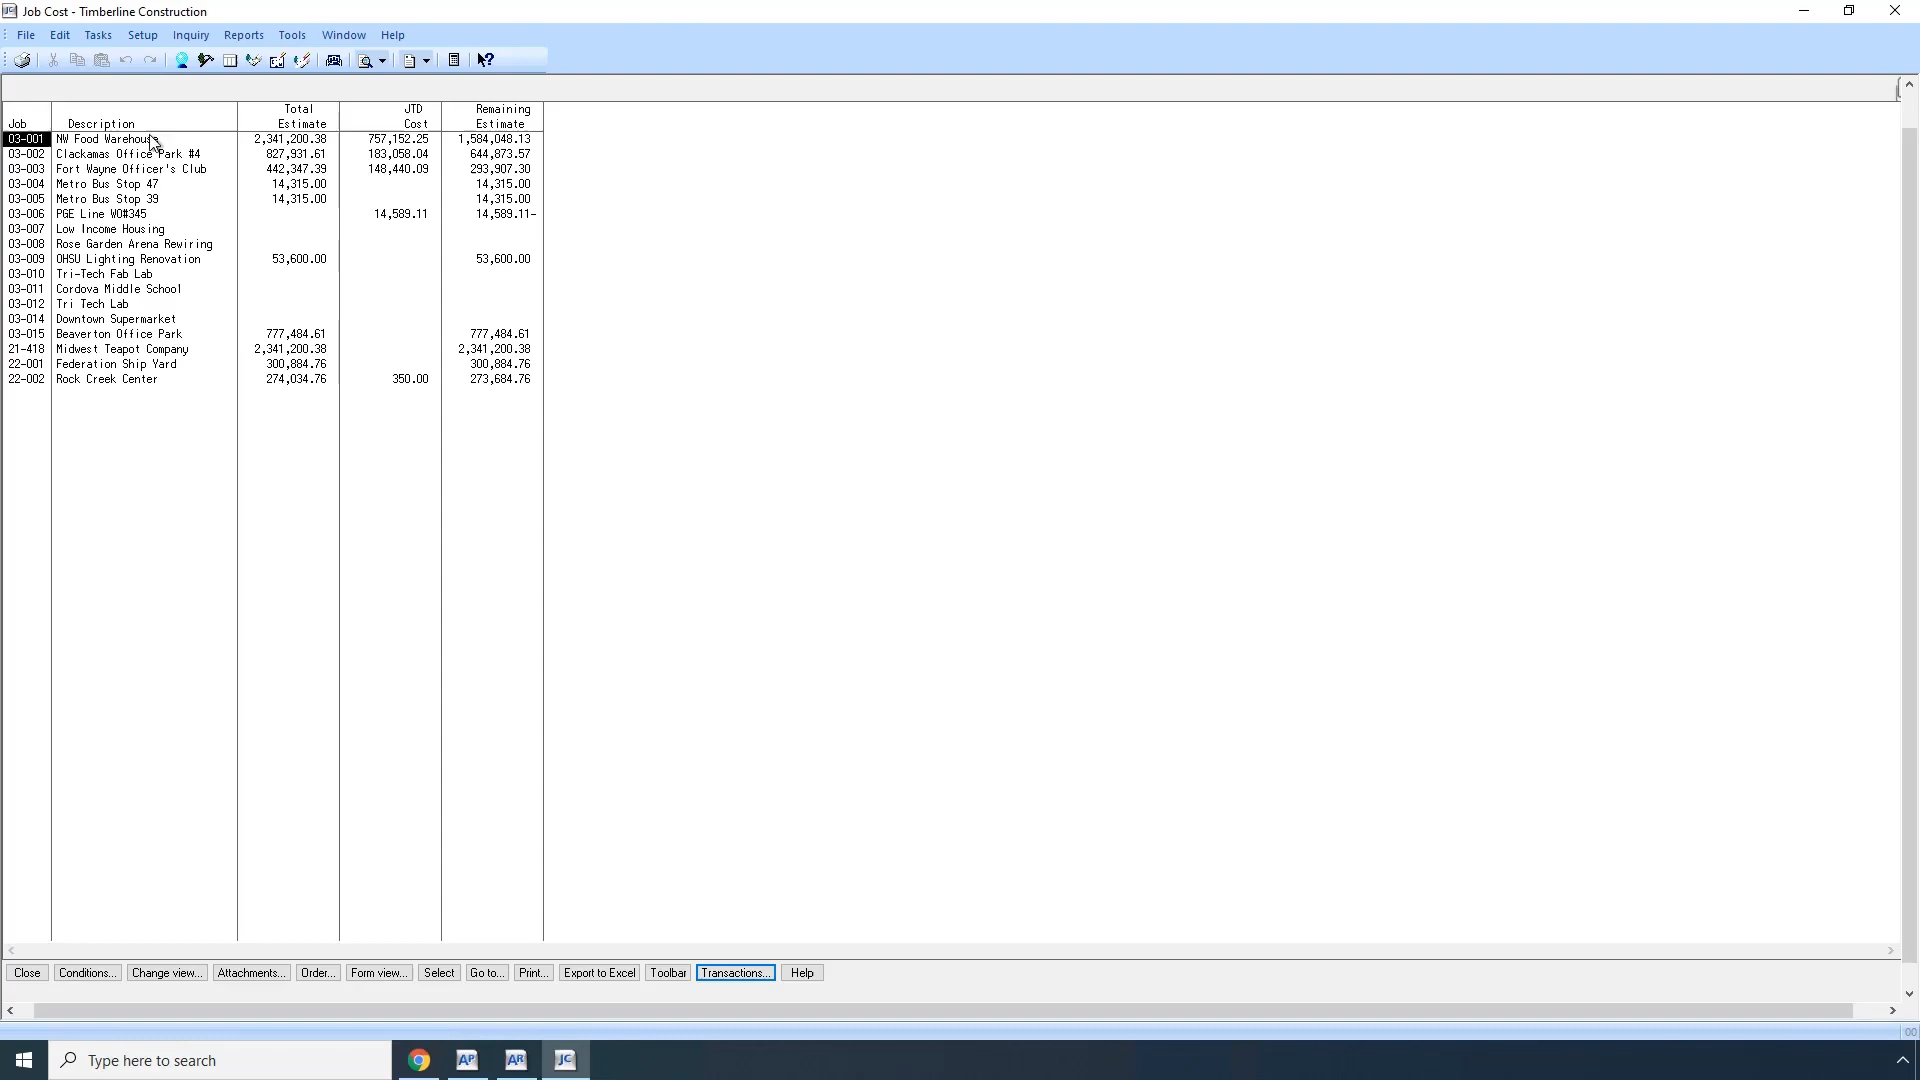 Job Cost - Timberline Construction
File Edit Tasks Setup Inquiry Reports Tools Window Help
Total JTD Remaining
Job Description Estimate Cost Estimate
03-001 NW Food Warehouse 2,341,200.38 757,152.25 1,584,048.13
03-002 Clackamas Office Park #4 827,931.61 183,058.04 644,873.57
03-003 Fort Wayne Officer's Club 442,347.39 148,440.09 293,907.30
03-004 Metro Bus Stop 47 14,315.00 14,315.00
03-005 Metro Bus Stop 39 14,315.00 14,315.00
03-006 PGE Line WO#345 14,589.11 14,589.11-
03-007 Low Income Housing
03-008 Rose Garden Arena Rewiring
03-009 OHSU Lighting Renovation 53,600.00 53,600.00
03-010 Tri-Tech Fab Lab
03-011 Cordova Middle School
03-012 Tri Tech Lab
03-014 Downtown Supermarket
03-015 Beaverton Office Park 777,484.61 777,484.61
21-418 Midwest Teapot Company 2,341,200.38 2,341,200.38
22-001 Federation Ship Yard 300,884.76 300,884.76
22-002 Rock Creek Center 274,034.76 350.00 273,684.76
Close Conditions... Change view... Attachments... Order... Form view... Select Go to... Print... Export to Excel Toolbar Transactions... Help
00
Type here to search AP AR JC